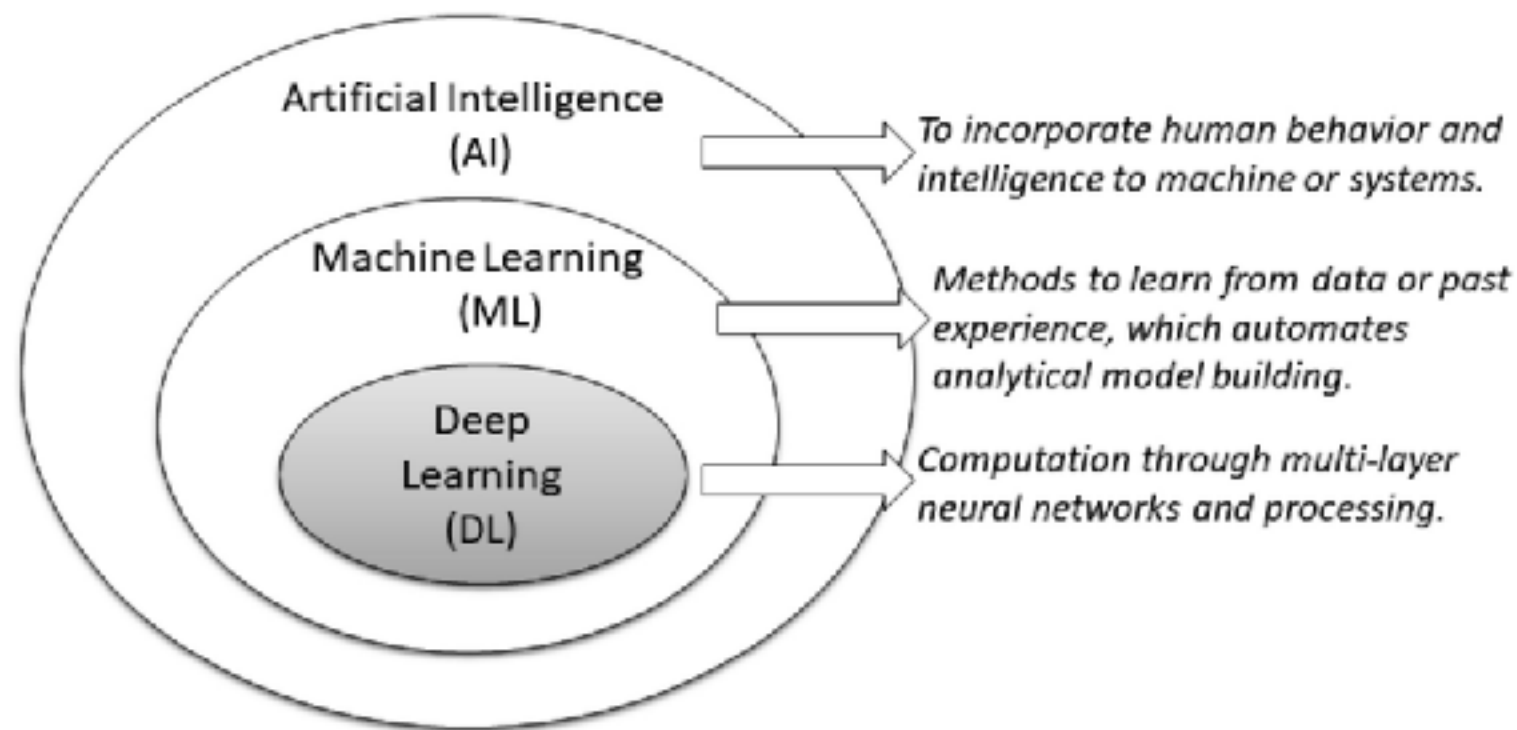 Artificial Intelligence
(AI)
To incorporate human behavior and
intelligence to machine or systems.
Machine Learning
(ML)
Methods to learn from data or past
experience, which automates
analytical model building.
Deep
Learning
(DL)
Computation through multi-layer
neural networks and processing.